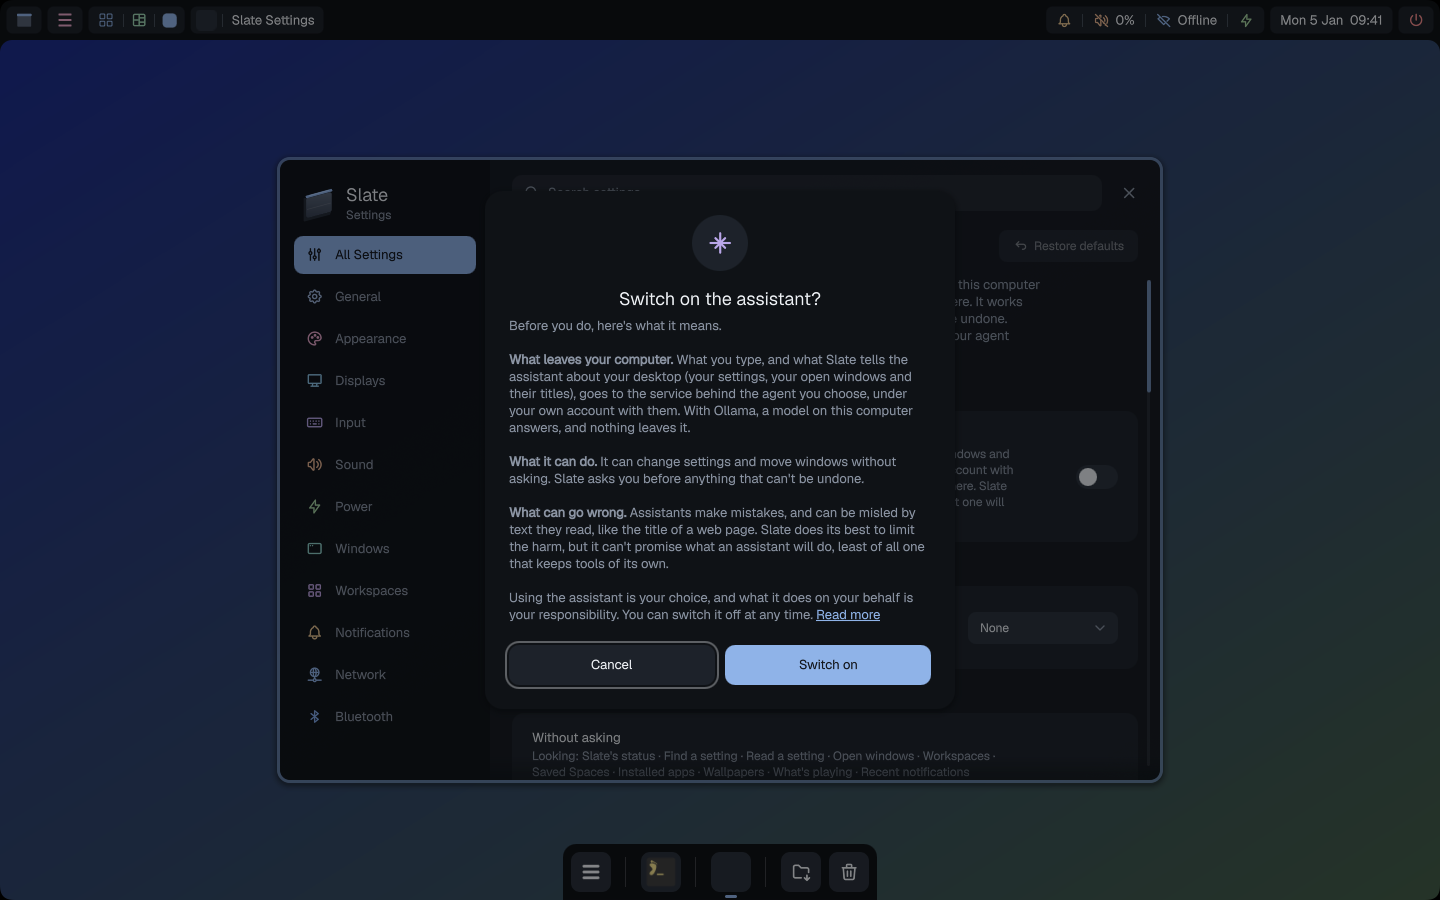 Slate Settings
0%
Offline
Mon 5 Jan 09:41
Slate
Settings
All Settings
General
Appearance
Displays
Input
Sound
Power
Windows
Workspaces
Notifications
Network
Bluetooth
Restore defaults
this computer
ere. It works
undone.
our agent
Switch on the assistant?
Before you do, here's what it means.
What leaves your computer. What you type, and what Slate tells the
assistant about your desktop (your settings, your open windows and
their titles), goes to the service behind the agent you choose, under
your own account with them. With Ollama, a model on this computer
answers, and nothing leaves it.
What it can do. It can change settings and move windows without
asking. Slate asks you before anything that can't be undone.
What can go wrong. Assistants make mistakes, and can be misled by
text they read, like the title of a web page. Slate does its best to limit
the harm, but it can't promise what an assistant will do, least of all one
that keeps tools of its own.
Using the assistant is your choice, and what it does on your behalf is
your responsibility. You can switch it off at any time. Read more
Cancel
Switch on
ndows and
count with
ere. Slate
t one will
None
Without asking
Looking: Slate's status · Find a setting · Read a setting · Open windows · Workspaces ·
Saved Spaces · Installed apps · Wallpapers · What's playing · Recent notifications